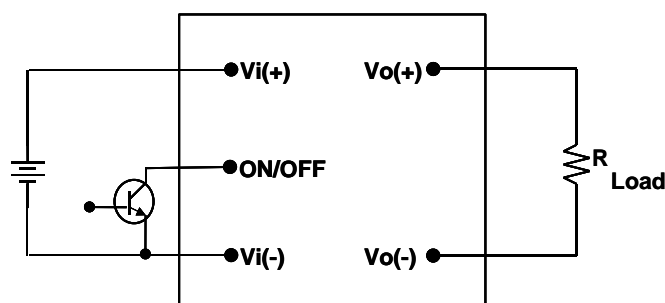 Vi(+)
Vo(+)
ON/OFF
R
Load
Vi(-)
Vo(-)